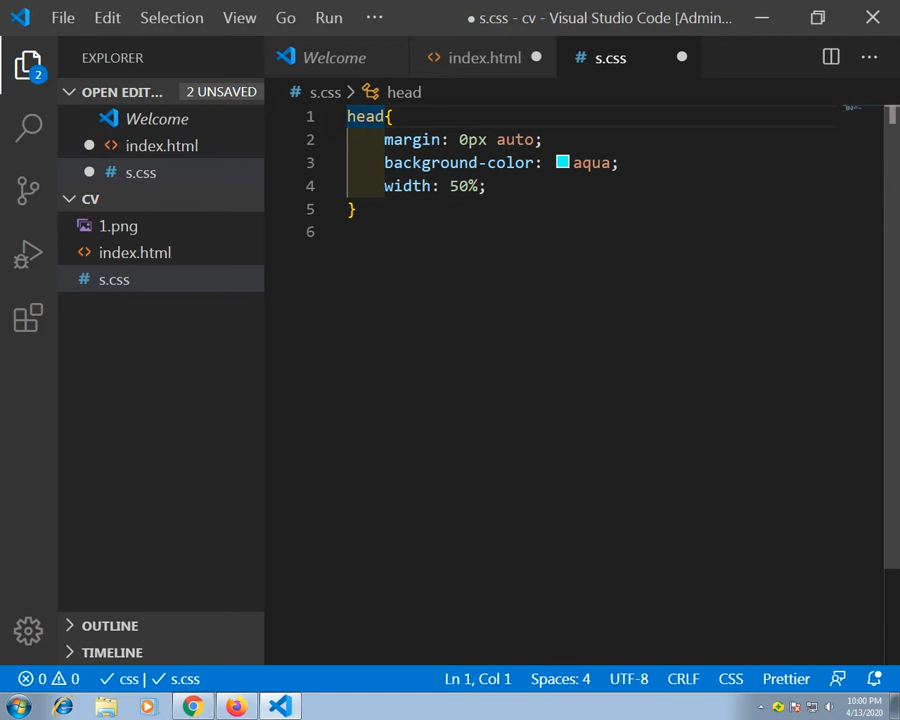 File Edit Selection View Go Run ···
● s.css - cv - Visual Studio Code [Admin...
EXPLORER
Welcome
index.html
# s.css
OPEN EDIT... 2 UNSAVED
# s.css > head
Welcome
index.html
# s.css
CV
1.png
index.html
# s.css
1 head{
2 margin: 0px auto;
3 background-color: aqua;
4 width: 50%;
5 }
6
OUTLINE
TIMELINE
2
0 0 ✓ css | ✓ s.css Ln 1, Col 1 Spaces: 4 UTF-8 CRLF CSS Prettier
10:00 PM
4/13/2020